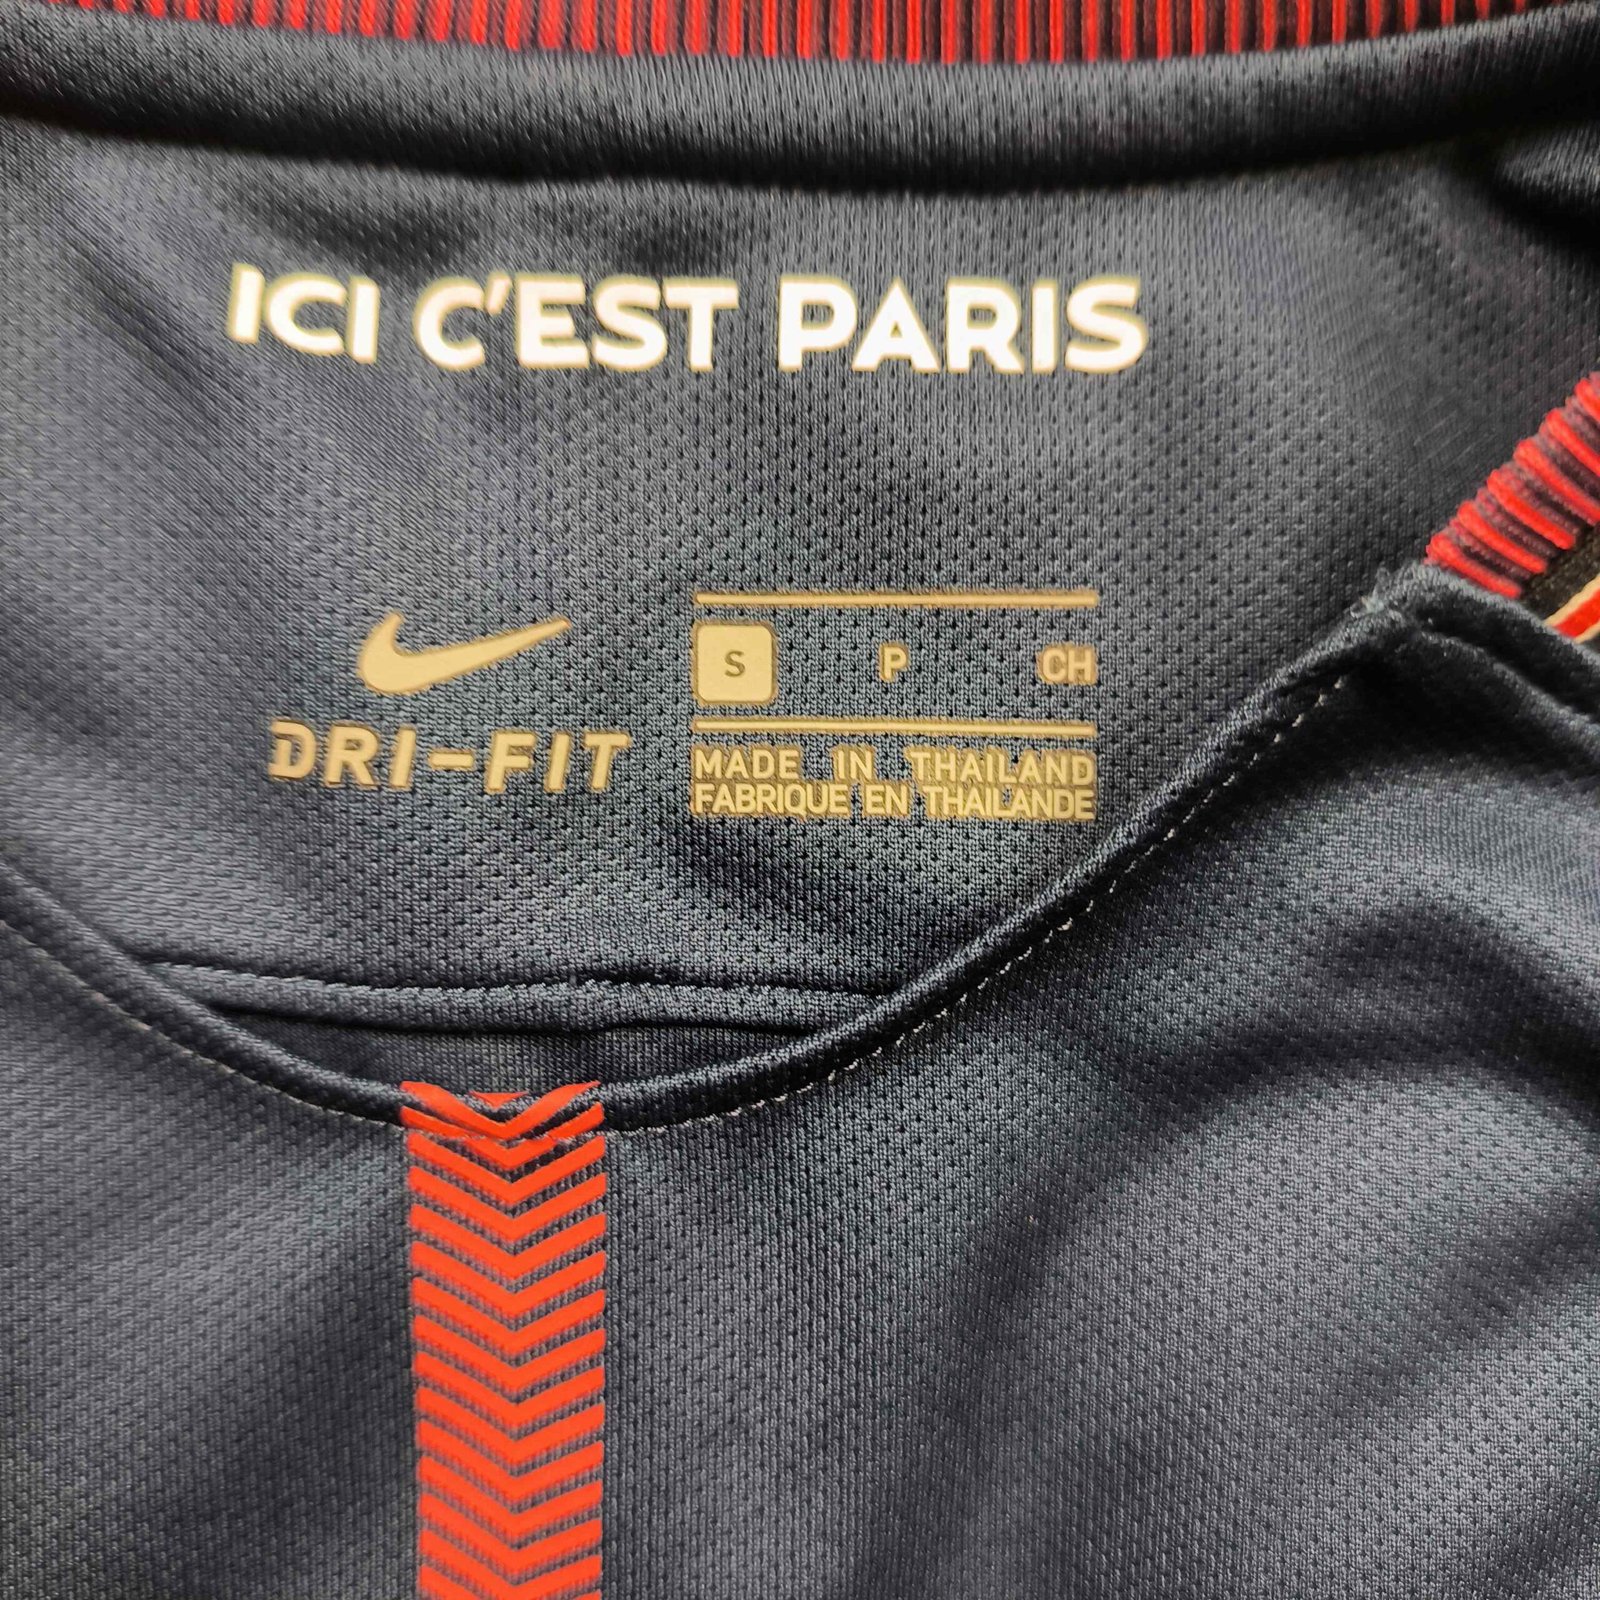 ICI C'EST PARIS
DRI-FIT
S P CH
MADE IN THAILAND
FABRIQUE EN THAILANDE